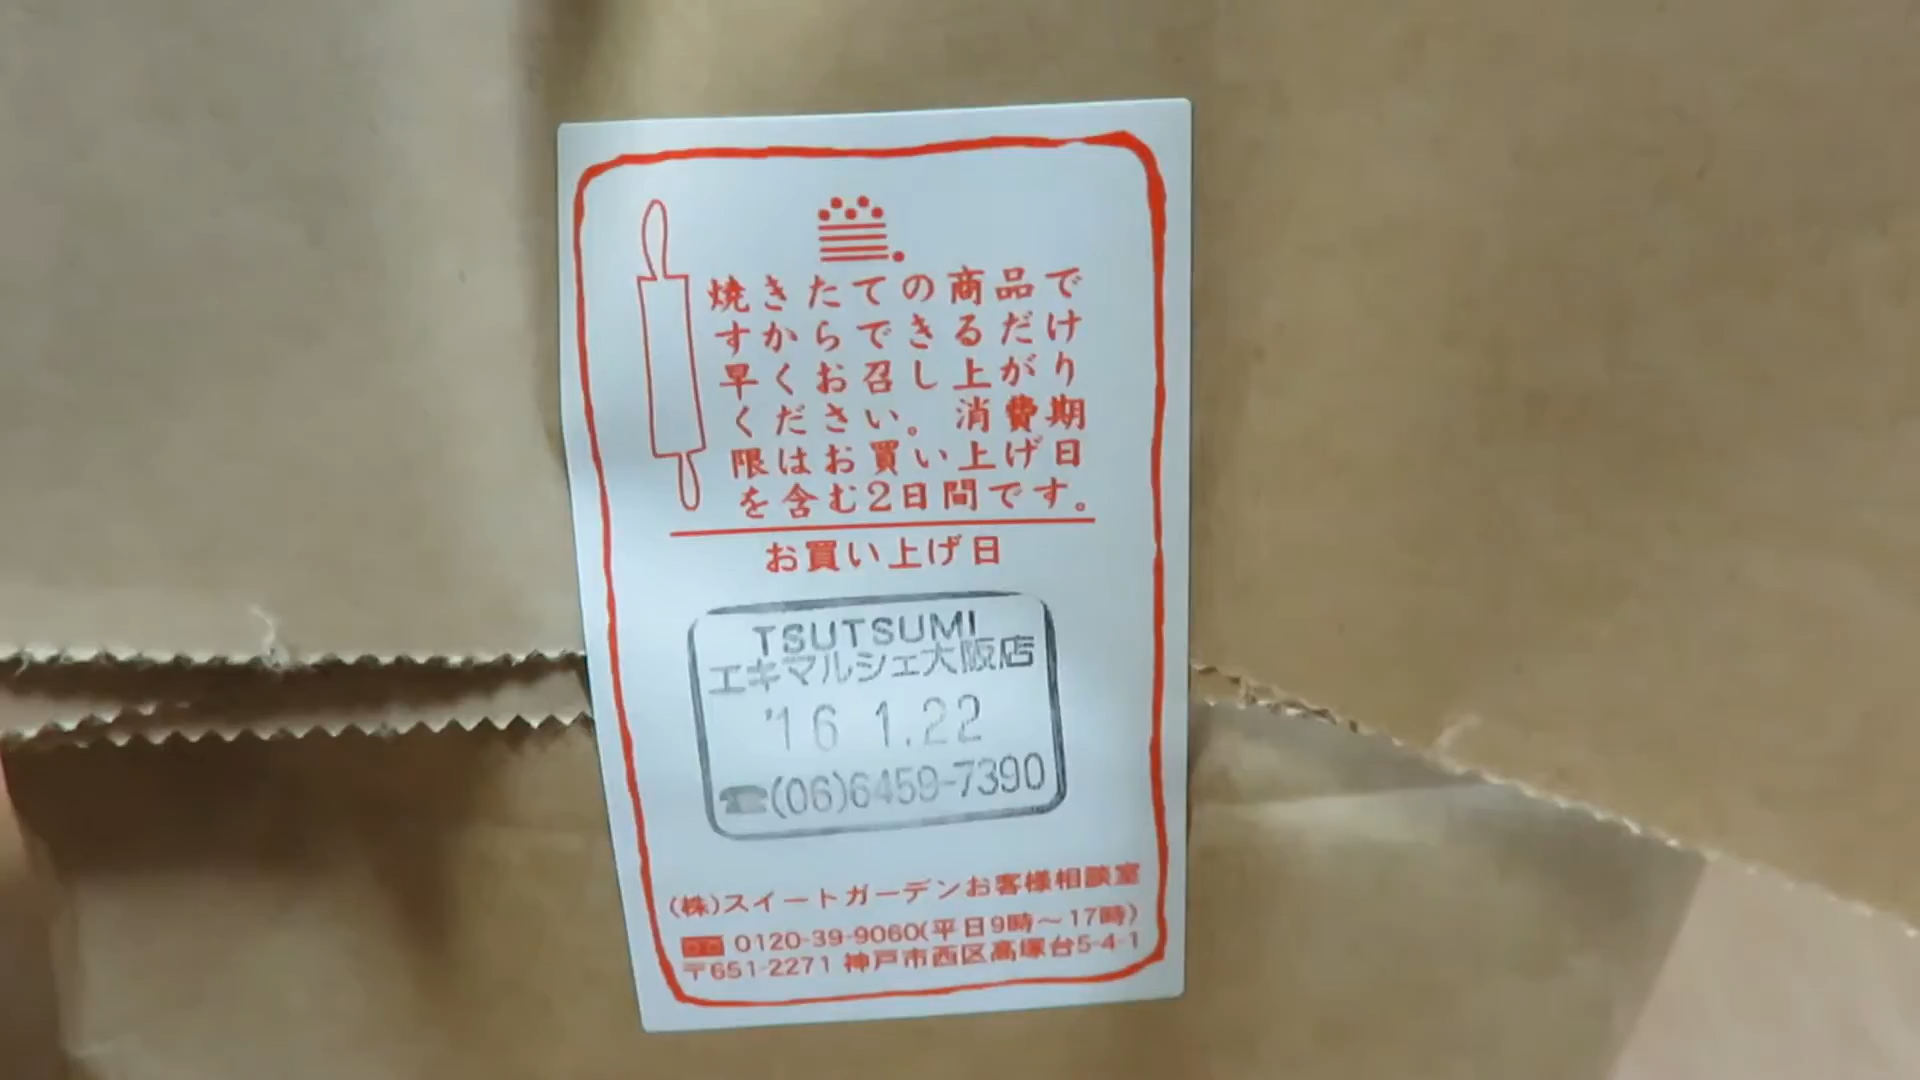 焼きたての商品で
すからできるだけ
早くお召し上がり
ください。消費期
限はお買い上げ日
を含む2日間です。
お買い上げ日
TSUTSUMI
エキマルシェ大阪店
'16 1.22
☎(06)6459-7390
(株)スイートガーデンお客様相談室
0120-39-9060(平日9時～17時)
〒651-2271 神戸市西区高塚台5-4-1